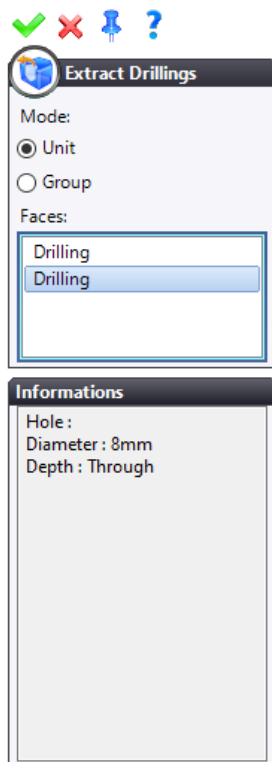 ?
Extract Drillings
Mode:
Unit
Group
Faces:
Drilling
Drilling
Informations
Hole :
Diameter : 8mm
Depth : Through